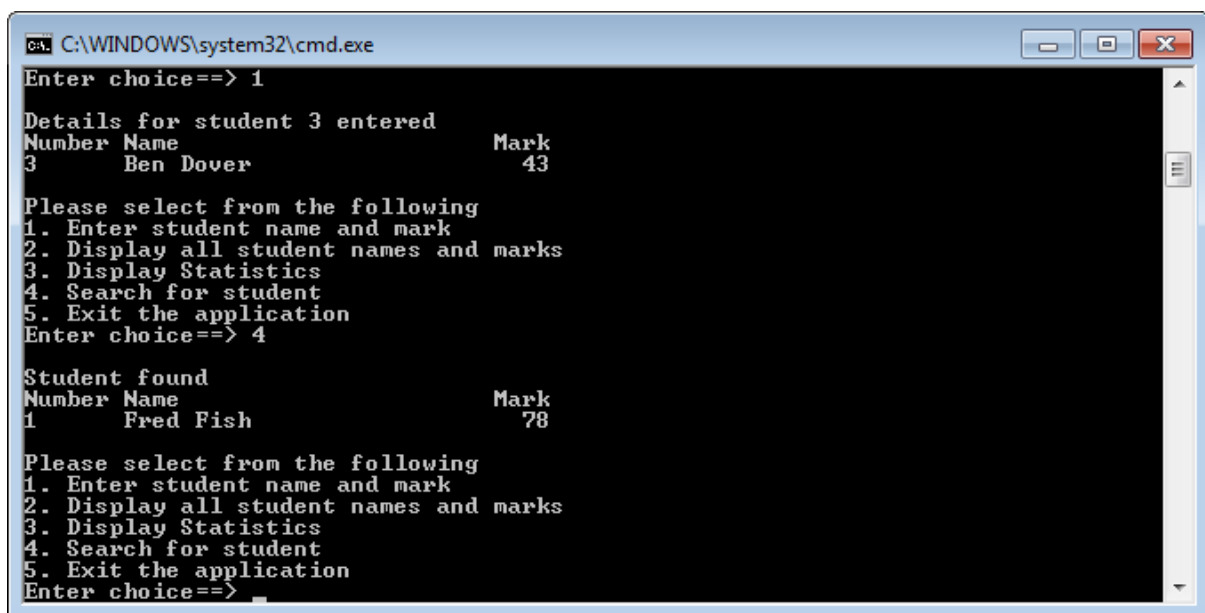 C:\WINDOWS\system32\cmd.exe
Enter choice==> 1
Details for student 3 entered
Number Name Mark
3 Ben Dover 43
Please select from the following
1. Enter student name and mark
2. Display all student names and marks
3. Display Statistics
4. Search for student
5. Exit the application
Enter choice==> 4
Student found
Number Name Mark
1 Fred Fish 78
Please select from the following
1. Enter student name and mark
2. Display all student names and marks
3. Display Statistics
4. Search for student
5. Exit the application
Enter choice==> _